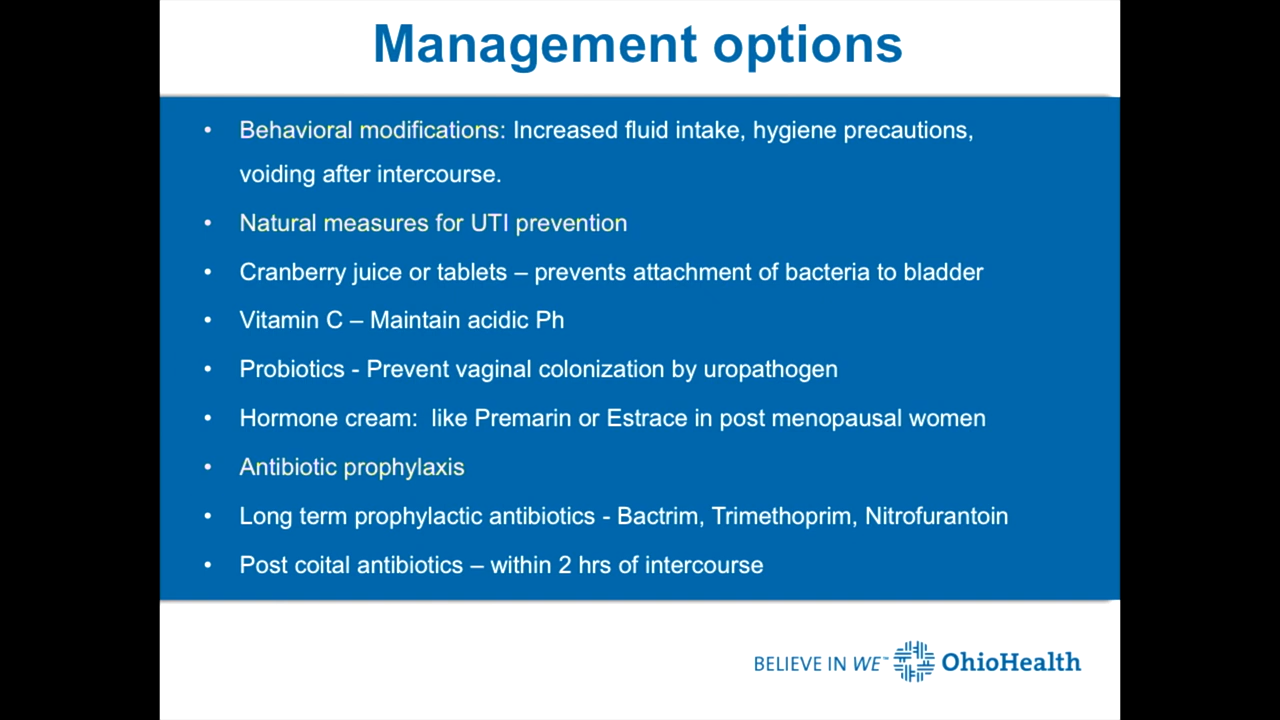 Management options
• Behavioral modifications: Increased fluid intake, hygiene precautions,
voiding after intercourse.
• Natural measures for UTI prevention
• Cranberry juice or tablets – prevents attachment of bacteria to bladder
• Vitamin C – Maintain acidic Ph
• Probiotics - Prevent vaginal colonization by uropathogen
• Hormone cream:  like Premarin or Estrace in post menopausal women
• Antibiotic prophylaxis
• Long term prophylactic antibiotics - Bactrim, Trimethoprim, Nitrofurantoin
• Post coital antibiotics – within 2 hrs of intercourse
BELIEVE IN WE™ OhioHealth